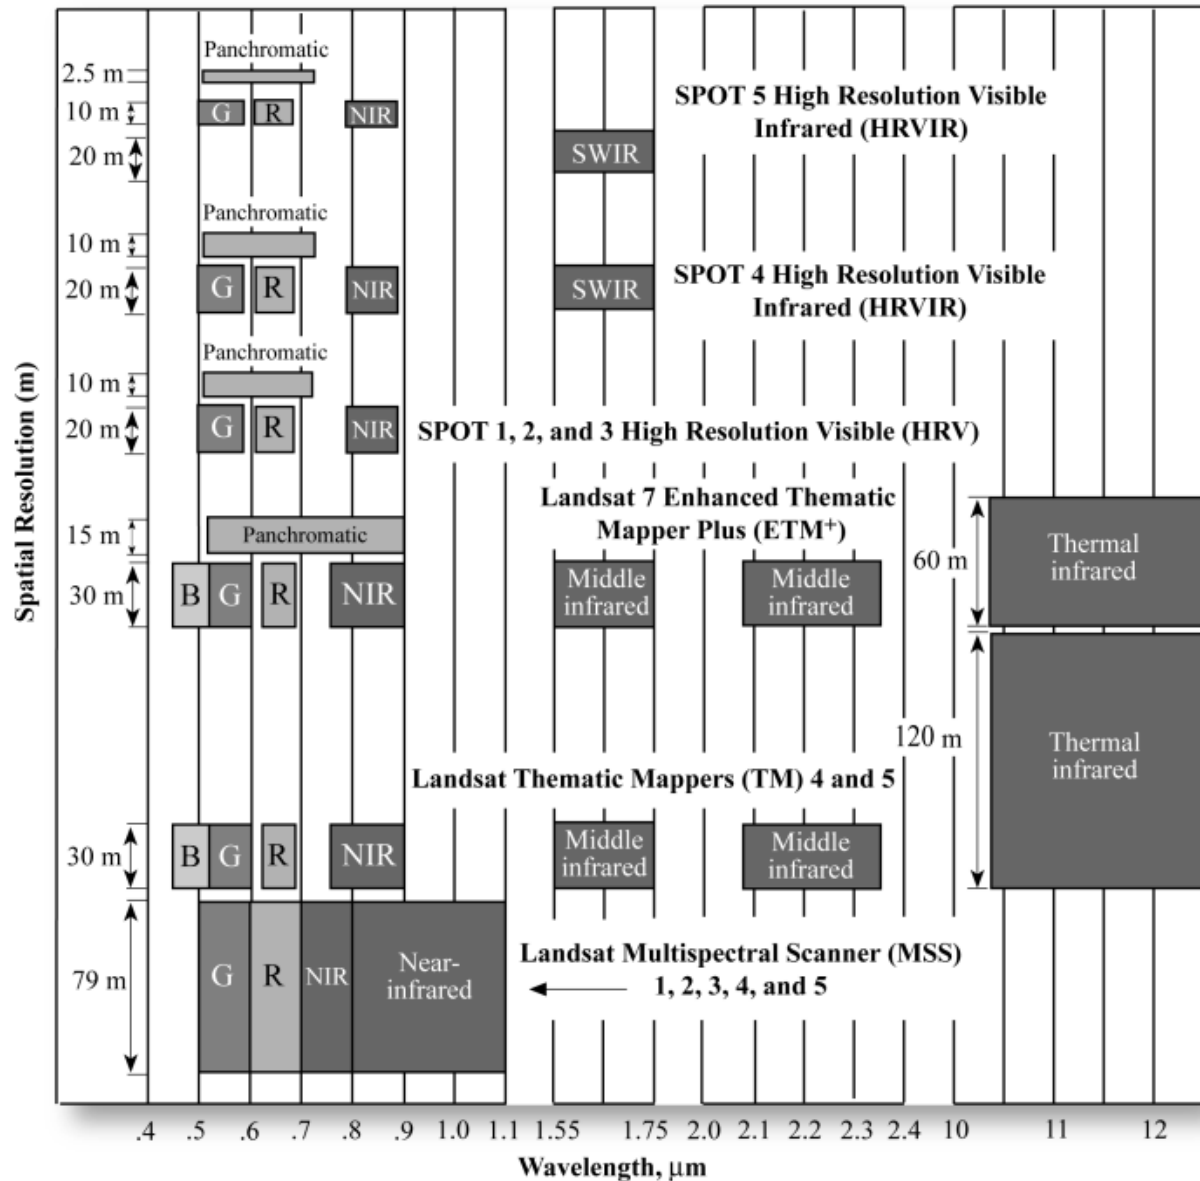 Panchromatic
2.5 m
10 m
G R NIR
SPOT 5 High Resolution Visible
Infrared (HRVIR)
20 m
SWIR
Panchromatic
10 m
20 m
G R NIR
SWIR
SPOT 4 High Resolution Visible
Infrared (HRVIR)
Panchromatic
10 m
20 m
G R NIR
SPOT 1, 2, and 3 High Resolution Visible (HRV)
Landsat 7 Enhanced Thematic
Mapper Plus (ETM⁺)
15 m
Panchromatic
30 m
B G R NIR
Middle
infrared
Middle
infrared
60 m
Thermal
infrared
120 m
Thermal
infrared
Landsat Thematic Mappers (TM) 4 and 5
30 m
B G R NIR
Middle
infrared
Middle
infrared
79 m
G R NIR
Near-
infrared
Landsat Multispectral Scanner (MSS)
1, 2, 3, 4, and 5
Spatial Resolution (m)
.4 .5 .6 .7 .8 .9 1.0 1.1 1.55 1.75 2.0 2.1 2.2 2.3 2.4 10 11 12
Wavelength, μm